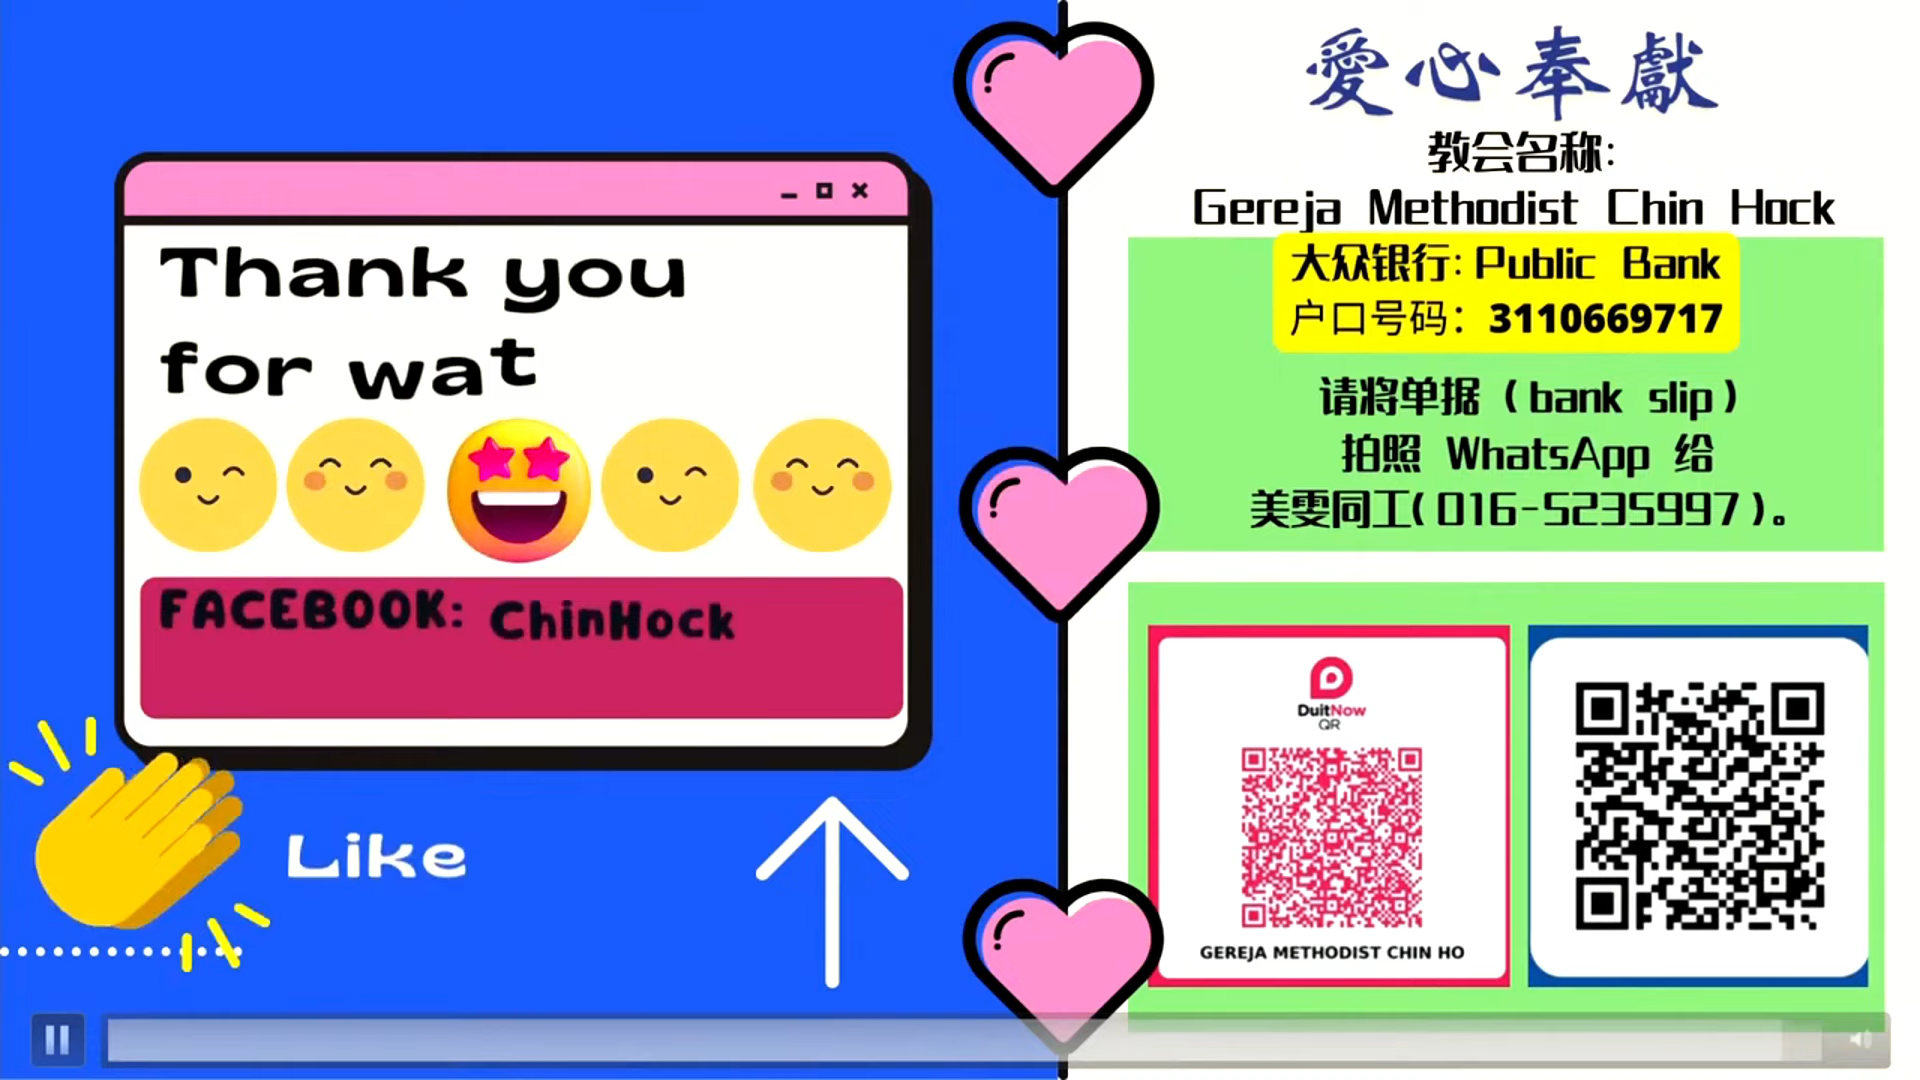 Thank you
for wat
FACEBOOK: ChinHock
Like
愛心奉獻
教会名称:
Gereja Methodist Chin Hock
大众银行: Public Bank
户口号码: 3110669717
请将单据 (bank slip)
拍照 WhatsApp 给
美雯同工(016-5235997)。
DuitNow
QR
GEREJA METHODIST CHIN HO